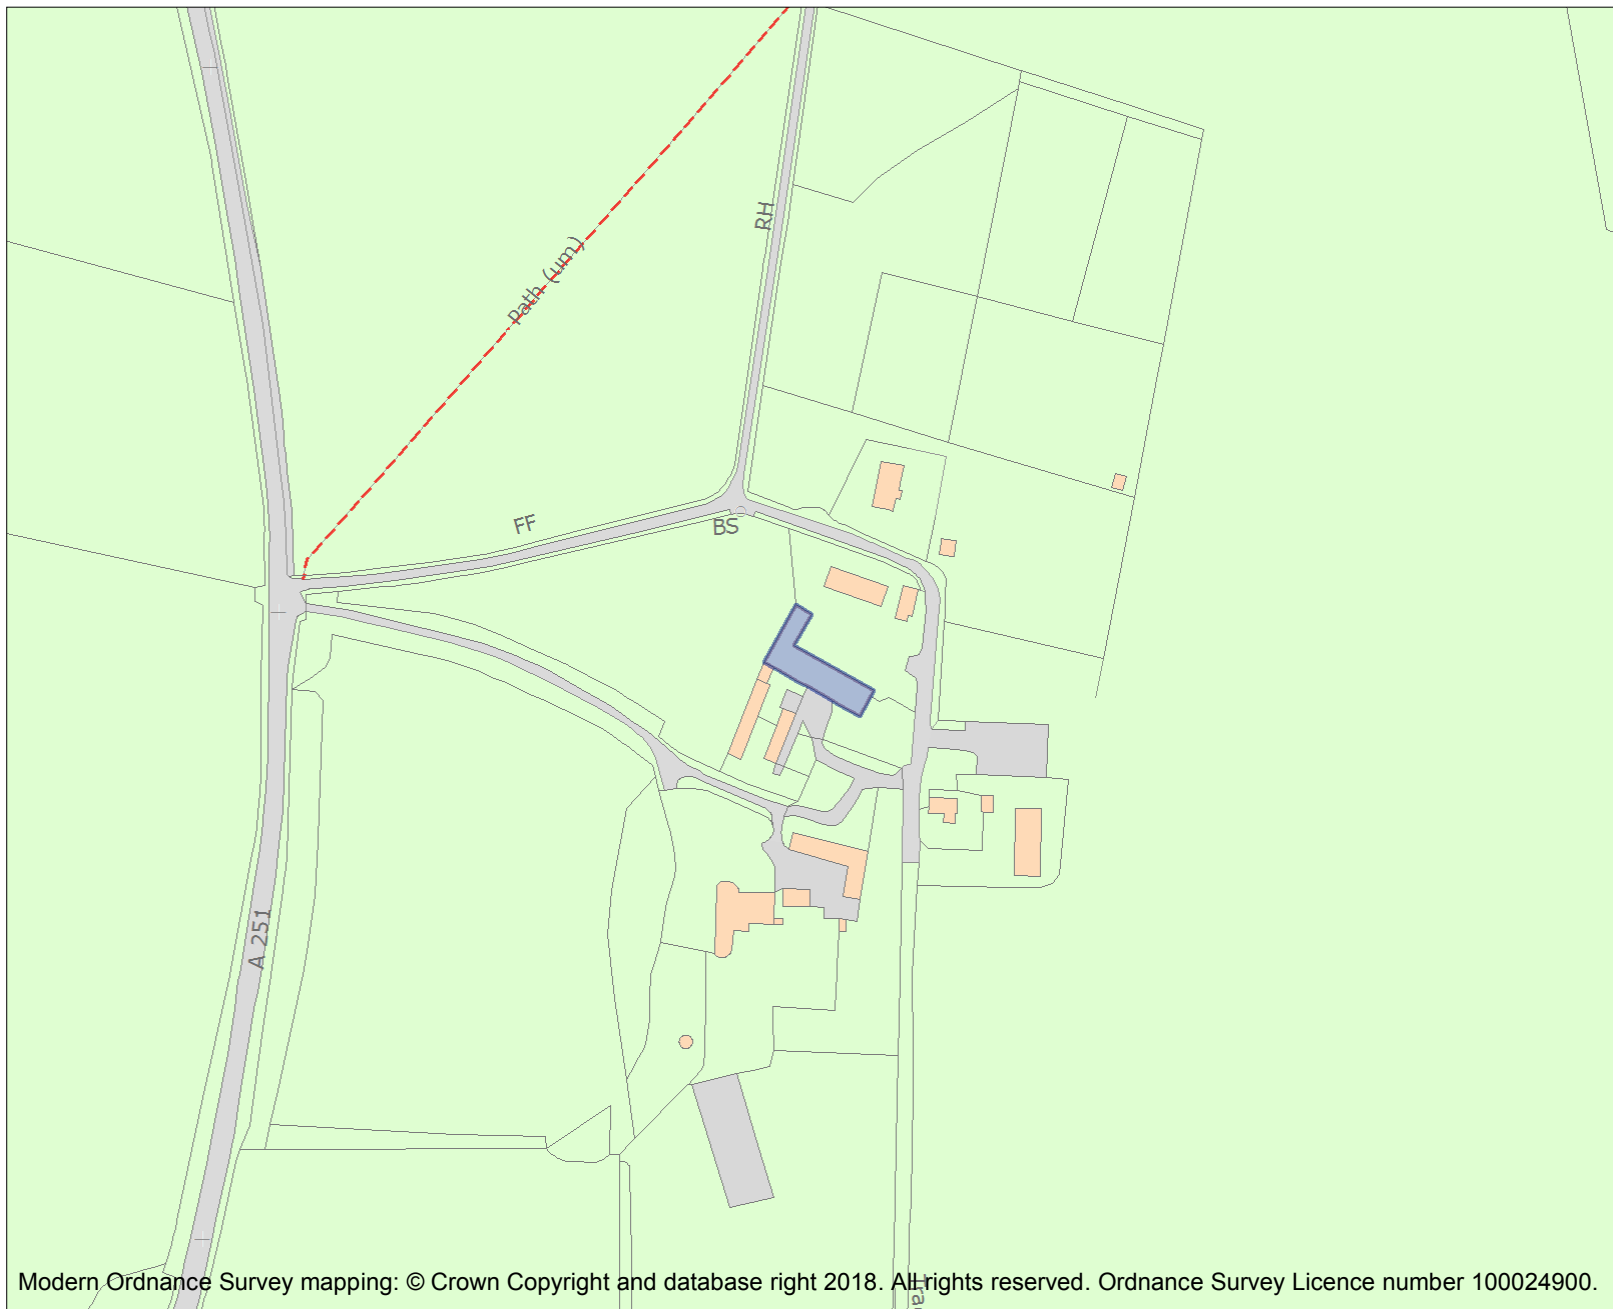 RH
Path (um)
FF
BS
A 251
Modern Ordnance Survey mapping: © Crown Copyright and database right 2018. All rights reserved. Ordnance Survey Licence number 100024900.